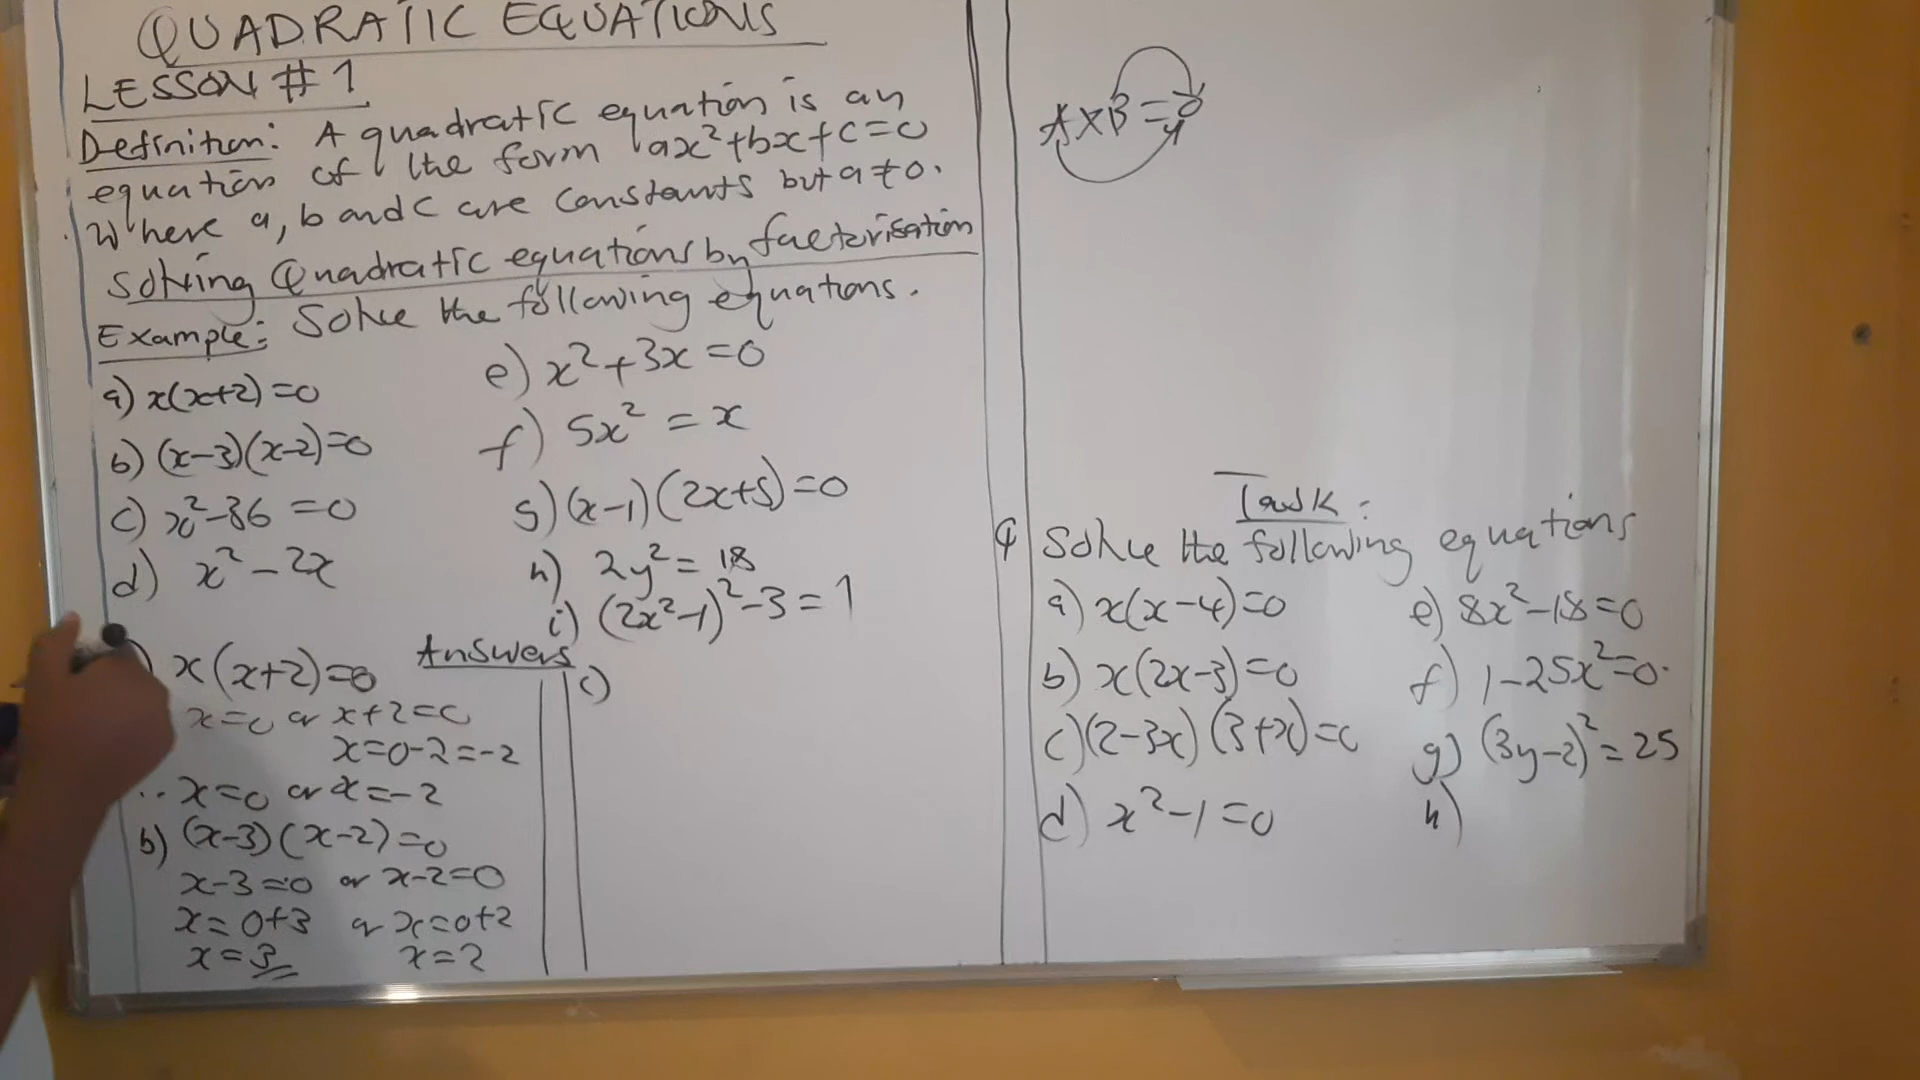 QUADRATIC EQUATIONS
LESSON # 1
Definition: A quadratic equation is an
equation of the form ax²+bx+c=0
Where a, b and c are constants but a≠0.
Solving Quadratic equations by factorisation
Example: Solve the following equations.
a) x(x+2)=0
b) (x-3)(x-2)=0
c) x²-36=0
d) x²-2x
e) x²+3x=0
f) 5x²=x
g) (x-1)(2x+5)=0
h) 2y²=18
i) (2x²-1)²-3=1
Answers
x(x+2)=0
x=0 or x+2=0
x=0-2=-2
∴ x=0 or x=-2
b) (x-3)(x-2)=0
x-3=0 or x-2=0
x=0+3 or x=0+2
x=3 x=2
c)
A×B=0
Task:
Solve the following equations
a) x(x-4)=0
b) x(2x-3)=0
c) (2-3x)(3+x)=0
d) x²-1=0
e) 8x²-18=0
f) 1-25x²=0.
g) (3y-2)²=25
h)